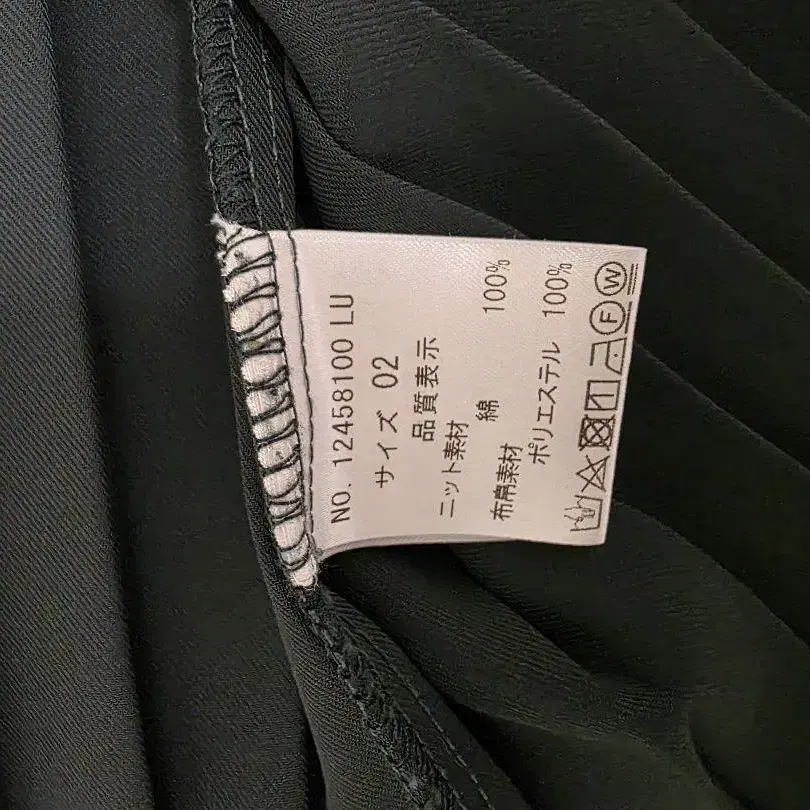 NO. 12458100 LU
サイズ 02
品質表示
ニット素材
綿 100%
布帛素材
ポリエステル 100%
F W